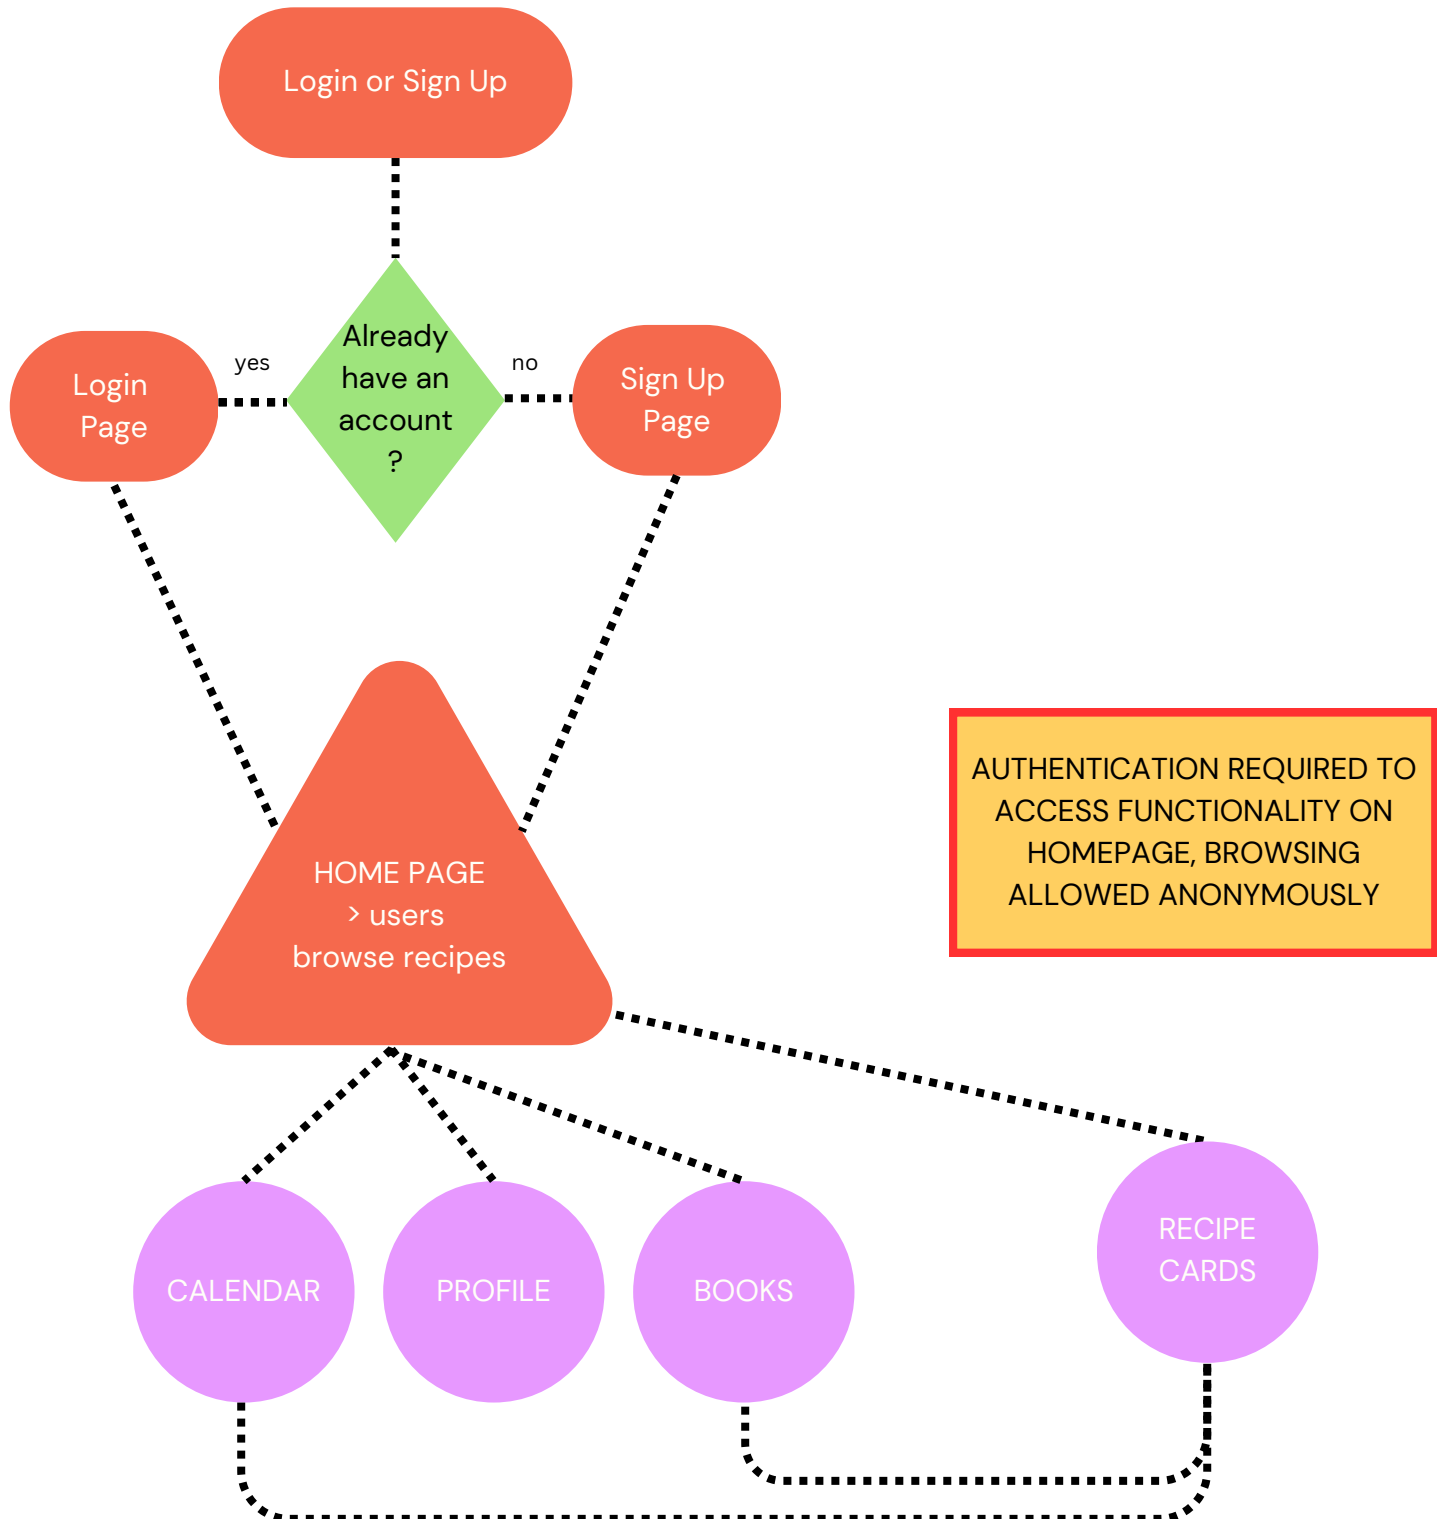 Login or Sign Up
Already
have an
account
?
yes
no
Login
Page
Sign Up
Page
HOME PAGE
> users
browse recipes
AUTHENTICATION REQUIRED TO
ACCESS FUNCTIONALITY ON
HOMEPAGE, BROWSING
ALLOWED ANONYMOUSLY
CALENDAR
PROFILE
BOOKS
RECIPE
CARDS